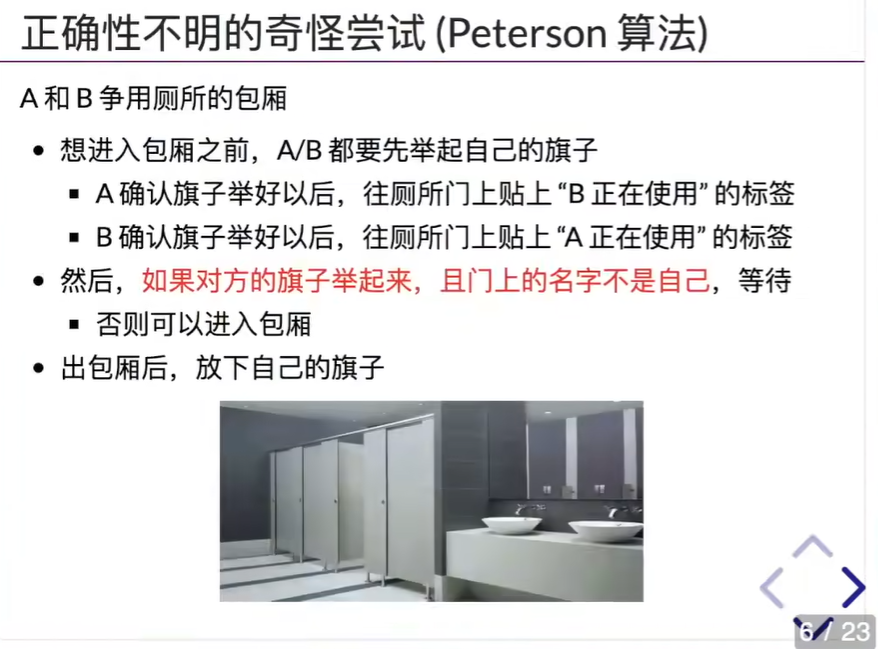 正确性不明的奇怪尝试 (Peterson 算法)
A 和 B 争用厕所的包厢
• 想进入包厢之前，A/B 都要先举起自己的旗子
▪ A 确认旗子举好以后，往厕所门上贴上 “B 正在使用” 的标签
▪ B 确认旗子举好以后，往厕所门上贴上 “A 正在使用” 的标签
• 然后，如果对方的旗子举起来，且门上的名字不是自己，等待
▪ 否则可以进入包厢
• 出包厢后，放下自己的旗子
6 / 23